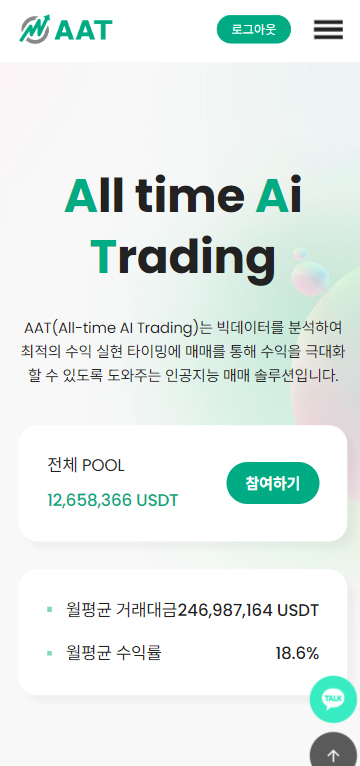 AAT
로그아웃
All time Ai
Trading
AAT(All-time AI Trading)는 빅데이터를 분석하여
최적의 수익 실현 타이밍에 매매를 통해 수익을 극대화
할 수 있도록 도와주는 인공지능 매매 솔루션입니다.
전체 POOL
12,658,366 USDT
참여하기
월평균 거래대금246,987,164 USDT
월평균 수익률 18.6%
TALK